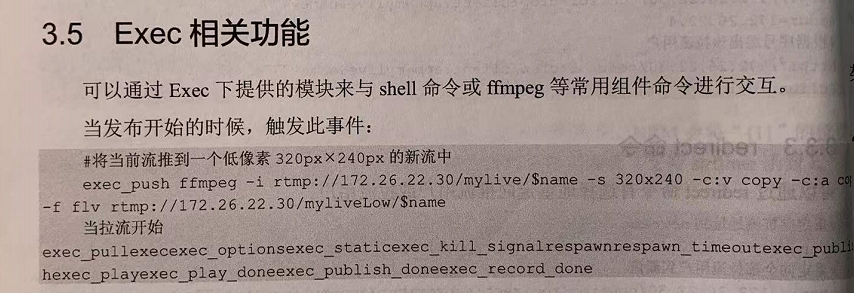 3.5 Exec 相关功能
可以通过 Exec 下提供的模块来与 shell 命令或 ffmpeg 等常用组件命令进行交互。
当发布开始的时候，触发此事件：
#将当前流推到一个低像素 320px×240px 的新流中
exec_push ffmpeg -i rtmp://172.26.22.30/mylive/$name -s 320x240 -c:v copy -c:a
-f flv rtmp://172.26.22.30/myliveLow/$name
当拉流开始
exec_pullexecexec_optionsexec_staticexec_kill_signalrespawnrespawn_timeoutexec_publi
hexec_playexec_play_doneexec_publish_doneexec_record_done